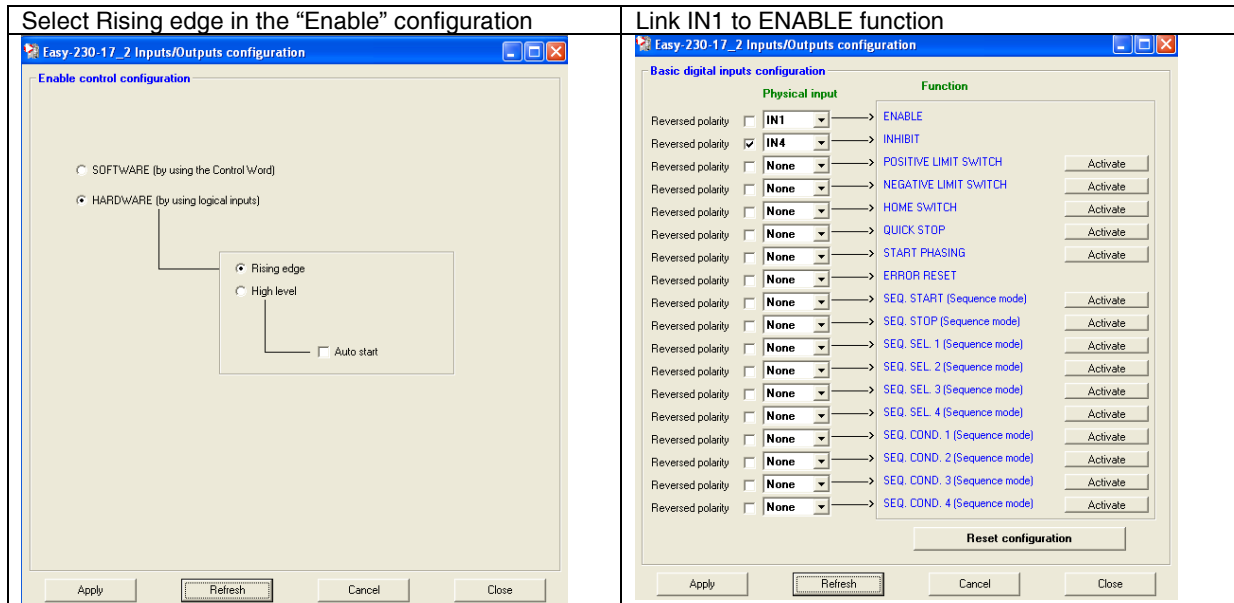 Select Rising edge in the “Enable” configuration
Easy-230-17_2 Inputs/Outputs configuration
Enable control configuration
SOFTWARE (by using the Control Word)
HARDWARE (by using logical inputs)
Rising edge
High level
Auto start
Apply Refresh Cancel Close
Link IN1 to ENABLE function
Easy-230-17_2 Inputs/Outputs configuration
Basic digital inputs configuration
Physical input Function
Reversed polarity IN1 ENABLE
Reversed polarity IN4 INHIBIT
Reversed polarity None POSITIVE LIMIT SWITCH Activate
Reversed polarity None NEGATIVE LIMIT SWITCH Activate
Reversed polarity None HOME SWITCH Activate
Reversed polarity None QUICK STOP Activate
Reversed polarity None START PHASING Activate
Reversed polarity None ERROR RESET
Reversed polarity None SEQ. START (Sequence mode) Activate
Reversed polarity None SEQ. STOP (Sequence mode) Activate
Reversed polarity None SEQ. SEL. 1 (Sequence mode) Activate
Reversed polarity None SEQ. SEL. 2 (Sequence mode) Activate
Reversed polarity None SEQ. SEL. 3 (Sequence mode) Activate
Reversed polarity None SEQ. SEL. 4 (Sequence mode) Activate
Reversed polarity None SEQ. COND. 1 (Sequence mode) Activate
Reversed polarity None SEQ. COND. 2 (Sequence mode) Activate
Reversed polarity None SEQ. COND. 3 (Sequence mode) Activate
Reversed polarity None SEQ. COND. 4 (Sequence mode) Activate
Reset configuration
Apply Refresh Cancel Close